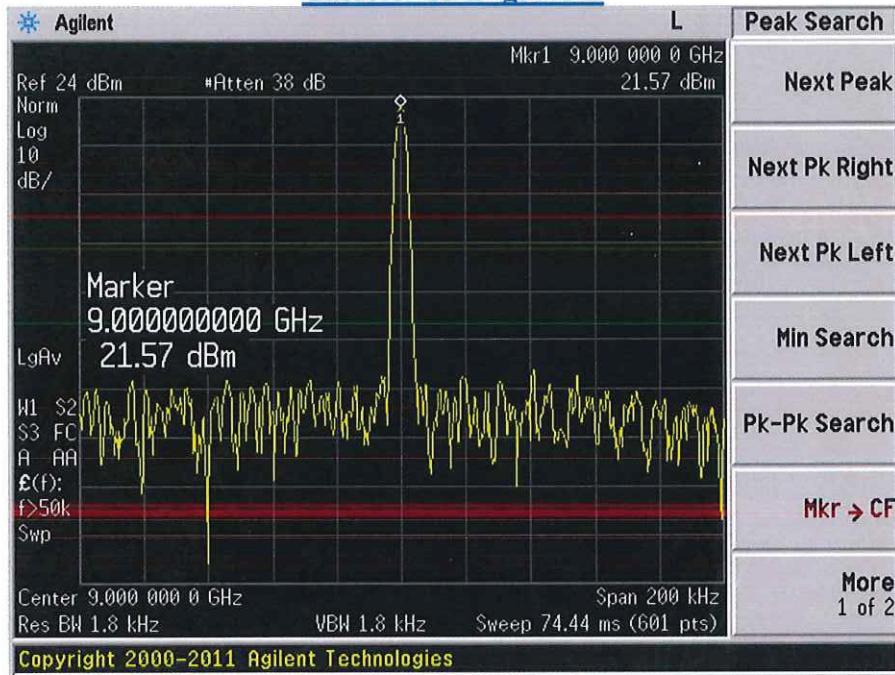 Agilent L Peak Search
Mkr1 9.000 000 0 GHz
Ref 24 dBm #Atten 38 dB 21.57 dBm
Norm
Log
10
dB/
1
Marker
9.000000000 GHz
21.57 dBm
LgAv
W1 S2
S3 FC
A AA
£(f):
f>50k
Swp
Center 9.000 000 0 GHz Span 200 kHz
Res BW 1.8 kHz VBW 1.8 kHz Sweep 74.44 ms (601 pts)
Copyright 2000-2011 Agilent Technologies
Next Peak
Next Pk Right
Next Pk Left
Min Search
Pk-Pk Search
Mkr → CF
More
1 of 2